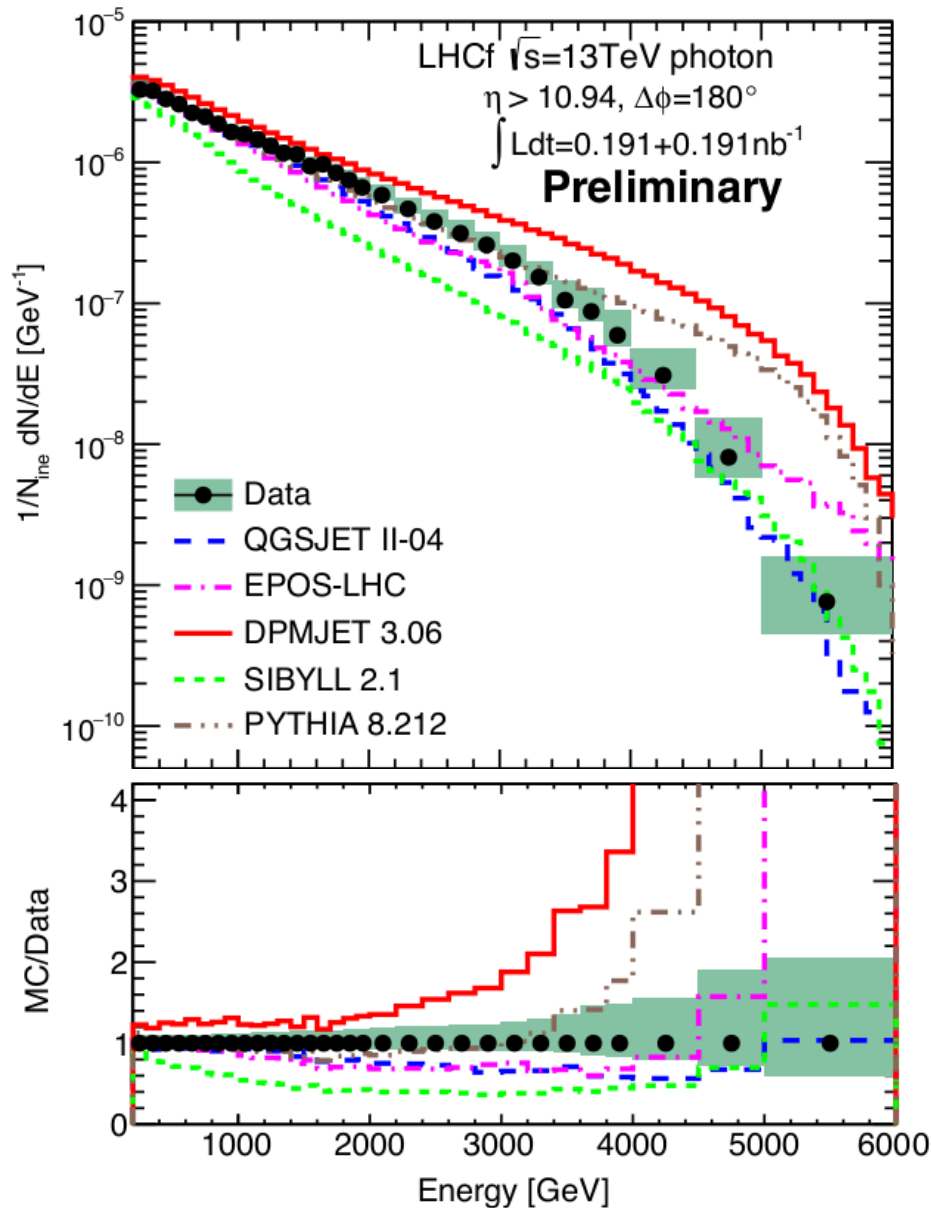 10⁻⁵
LHCf √s=13TeV photon
η > 10.94, Δϕ=180°
∫Ldt=0.191+0.191nb⁻¹
Preliminary
10⁻⁶
10⁻⁷
10⁻⁸
10⁻⁹
10⁻¹⁰
1/N_ine dN/dE [GeV⁻¹]
Data
QGSJET II-04
EPOS-LHC
DPMJET 3.06
SIBYLL 2.1
PYTHIA 8.212
4
3
2
1
0
MC/Data
1000 2000 3000 4000 5000 6000
Energy [GeV]